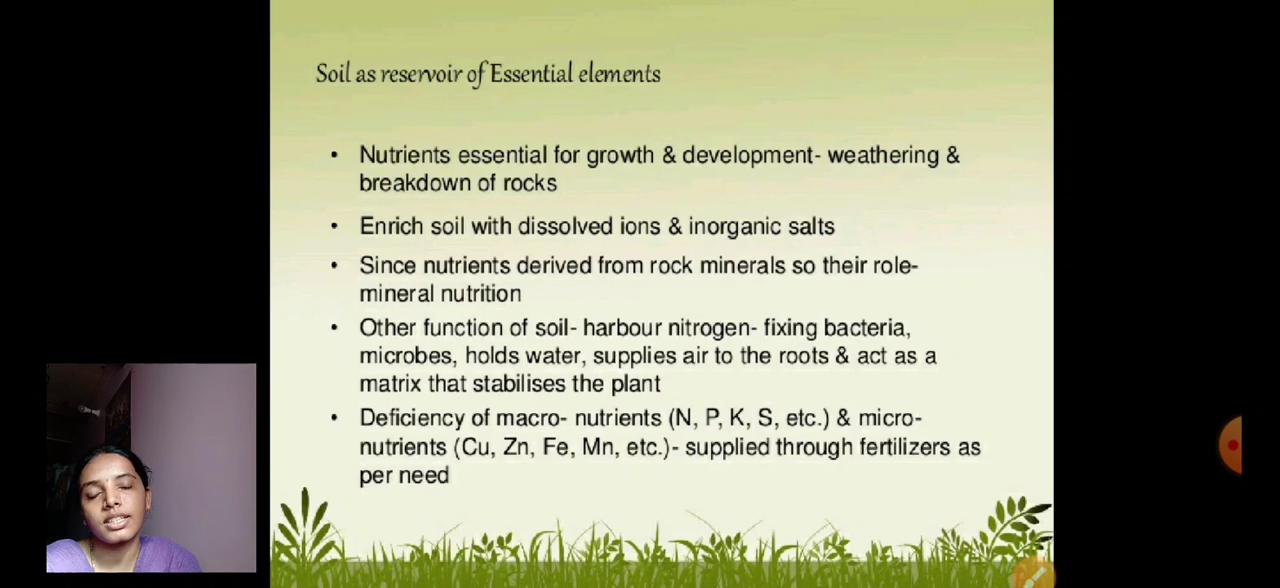 Soil as reservoir of Essential elements
• Nutrients essential for growth & development- weathering &
breakdown of rocks
• Enrich soil with dissolved ions & inorganic salts
• Since nutrients derived from rock minerals so their role-
mineral nutrition
• Other function of soil- harbour nitrogen- fixing bacteria,
microbes, holds water, supplies air to the roots & act as a
matrix that stabilises the plant
• Deficiency of macro- nutrients (N, P, K, S, etc.) & micro-
nutrients (Cu, Zn, Fe, Mn, etc.)- supplied through fertilizers as
per need